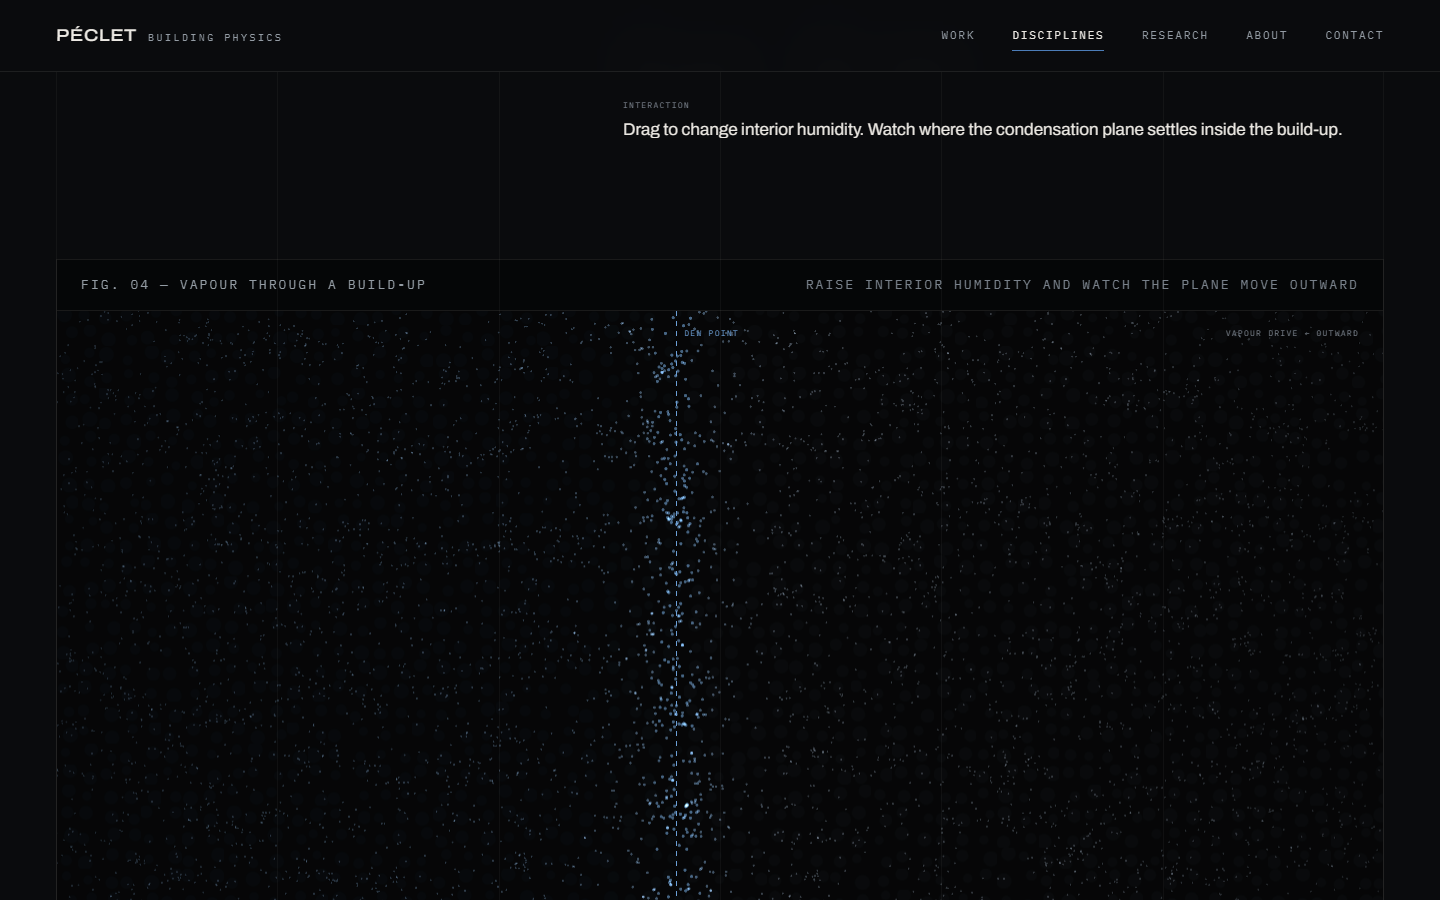 PÉCLET BUILDING PHYSICS
WORK DISCIPLINES RESEARCH ABOUT CONTACT
INTERACTION
Drag to change interior humidity. Watch where the condensation plane settles inside the build-up.
FIG. 04 — VAPOUR THROUGH A BUILD-UP
RAISE INTERIOR HUMIDITY AND WATCH THE PLANE MOVE OUTWARD
DEW POINT
VAPOUR DRIVE ← OUTWARD